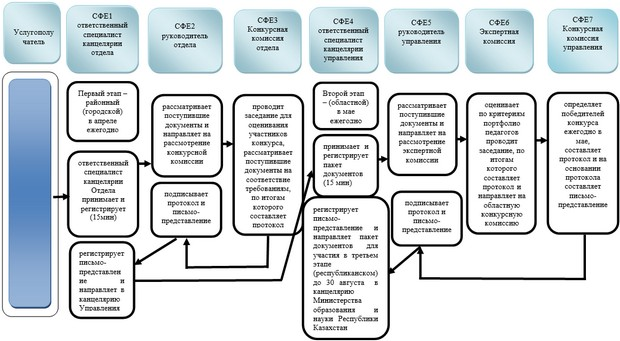 Услугополу
чатель
СФЕ1
ответственный
специалист
канцелярии
отдела
СФЕ2
руководитель
отдела
СФЕ3
Конкурсная
комиссия
отдела
СФЕ4
ответственный
специалист
канцелярии
управления
СФЕ5
руководитель
управления
СФЕ6
Экспертная
комиссия
СФЕ7
Конкурсная
комиссия
управления
Первый этап –
районный
(городской)
в апреле
ежегодно
ответственный
специалист
канцелярии
Отдела
принимает и
регистрирует
(15мин)
регистрирует
письмо-
представлен
ие и
направляет в
канцелярию
Управления
рассматривает
поступившие
документы и
направляет на
рассмотрение
конкурсной
комиссии
подписывает
протокол и
письмо-
представление
проводит
заседание для
оценивания
участников
конкурса,
рассматривает
поступившие
документы на
соответствие
требованиям,
по итогам
которого
составляет
протокол
Второй этап
– (областной)
в мае
ежегодно
принимает и
регистрирует
пакет
документов
(15 мин)
регистрирует
письмо-
представление и
направляет пакет
документов для
участия в третьем
этапе
(республиканском)
до 30 августа в
канцелярию
Министерства
образования и
науки Республики
Казахстан
рассматривает
поступившие
документы и
направляет на
рассмотрение
экспертной
комиссии
подписывает
протокол и
письмо-
представление
оценивает
по критериям
портфолио
педагогов
проводит
заседание, по
итогам
которого
составляет
протокол и
направляет на
областную
конкурсную
комиссию
определяет
победителей
конкурса
ежегодно в
мае,
составляет
протокол и на
основании
протокола
составляет
письмо-
представление